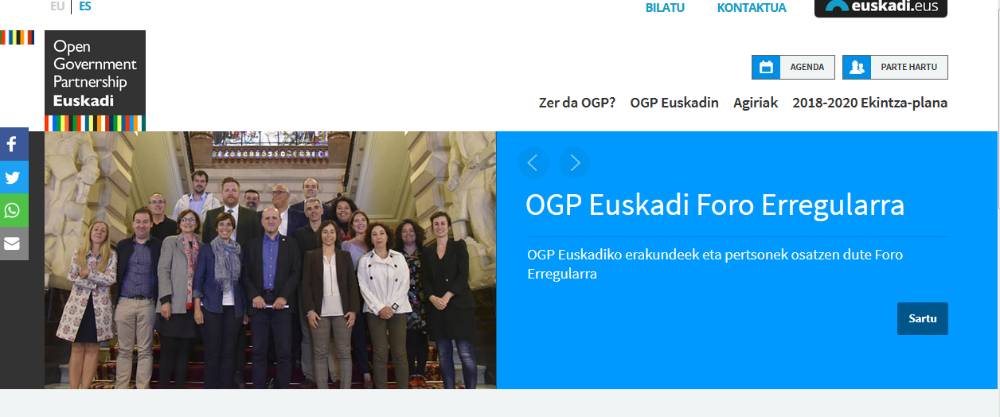 EU ES
BILATU KONTAKTUA euskadi.eus
Open
Government
Partnership
Euskadi
AGENDA PARTE HARTU
Zer da OGP? OGP Euskadin Agiriak 2018-2020 Ekintza-plana
OGP Euskadi Foro Erregularra
OGP Euskadiko erakundeek eta pertsonek osatzen dute Foro
Erregularra
Sartu